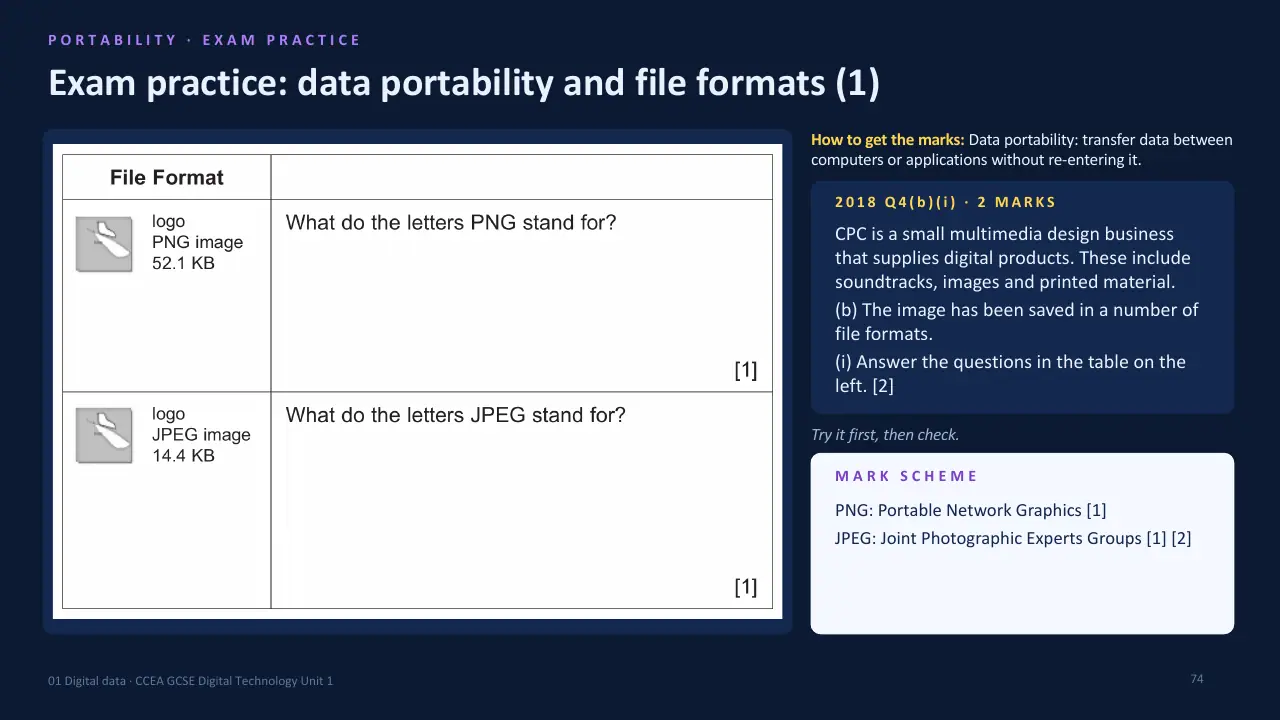 PORTABILITY · EXAM PRACTICE
Exam practice: data portability and file formats (1)
File Format
logo
PNG image
52.1 KB
What do the letters PNG stand for?
[1]
logo
JPEG image
14.4 KB
What do the letters JPEG stand for?
[1]
How to get the marks: Data portability: transfer data between
computers or applications without re-entering it.
2018 Q4(b)(i) · 2 MARKS
CPC is a small multimedia design business
that supplies digital products. These include
soundtracks, images and printed material.
(b) The image has been saved in a number of
file formats.
(i) Answer the questions in the table on the
left. [2]
Try it first, then check.
MARK SCHEME
PNG: Portable Network Graphics [1]
JPEG: Joint Photographic Experts Groups [1] [2]
01 Digital data · CCEA GCSE Digital Technology Unit 1
74